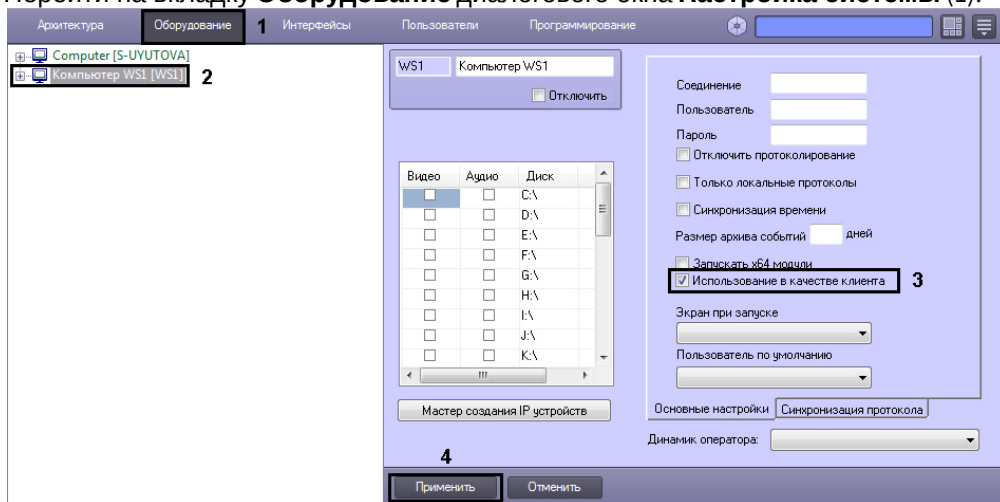 Перейти на вкладку Оборудование диалогового окна Настройка системы (1).
Архитектура Оборудование 1 Интерфейсы Пользователи Программирование
Computer [S-UYUTOVA]
Компьютер WS1 [WS1] 2
WS1 Компьютер WS1
Отключить
Видео Аудио Диск
C:\
D:\
E:\
F:\
G:\
H:\
I:\
J:\
K:\
Мастер создания IP устройств
Соединение
Пользователь
Пароль
Отключить протоколирование
Только локальные протоколы
Синхронизация времени
Размер архива событий дней
Запускать x64 модули
Использование в качестве клиента 3
Экран при запуске
Пользователь по умолчанию
Основные настройки Синхронизация протокола
Динамик оператора:
4
Применить Отменить